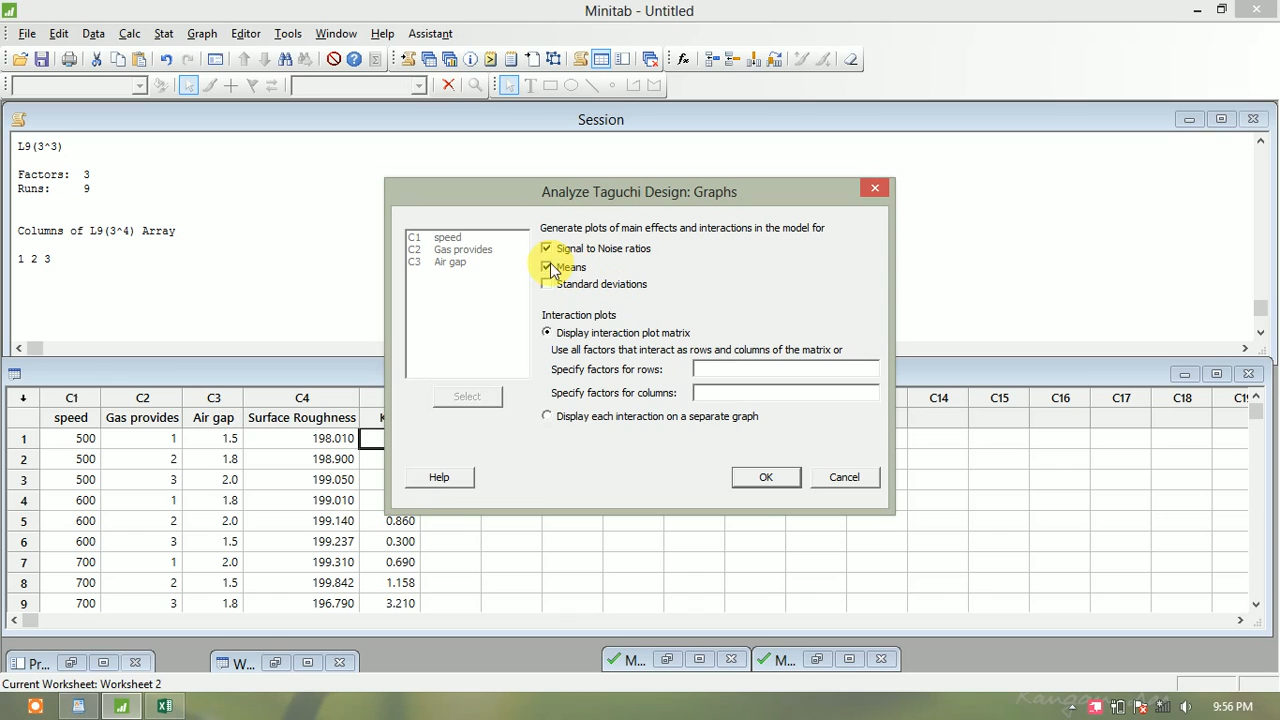 Minitab - Untitled
File Edit Data Calc Stat Graph Editor Tools Window Help Assistant
Session
L9(3^3)
Factors: 3
Runs: 9
Columns of L9(3^4) Array
1 2 3
Analyze Taguchi Design: Graphs
C1 speed
C2 Gas provides
C3 Air gap
Select
Generate plots of main effects and interactions in the model for
Signal to Noise ratios
Means
Standard deviations
Interaction plots
Display interaction plot matrix
Use all factors that interact as rows and columns of the matrix or
Specify factors for rows:
Specify factors for columns:
Display each interaction on a separate graph
Help OK Cancel
C1 C2 C3 C4 C14 C15 C16 C17 C18 C19
speed Gas provides Air gap Surface Roughness K
1 500 1 1.5 198.010
2 500 2 1.8 198.900
3 500 3 2.0 199.050
4 600 1 1.8 199.010
5 600 2 2.0 199.140 0.860
6 600 3 1.5 199.237 0.300
7 700 1 2.0 199.310 0.690
8 700 2 1.5 199.842 1.158
9 700 3 1.8 196.790 3.210
Pr... W... M... M...
Current Worksheet: Worksheet 2
9:56 PM